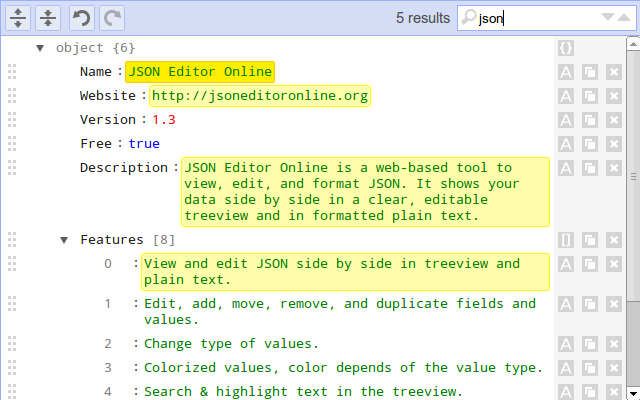 5 results json
object {6}
Name : JSON Editor Online
Website : http://jsoneditoronline.org
Version : 1.3
Free : true
Description : JSON Editor Online is a web-based tool to
view, edit, and format JSON. It shows your
data side by side in a clear, editable
treeview and in formatted plain text.
Features [8]
0 : View and edit JSON side by side in treeview and
plain text.
1 : Edit, add, move, remove, and duplicate fields and
values.
2 : Change type of values.
3 : Colorized values, color depends of the value type.
4 : Search & highlight text in the treeview.